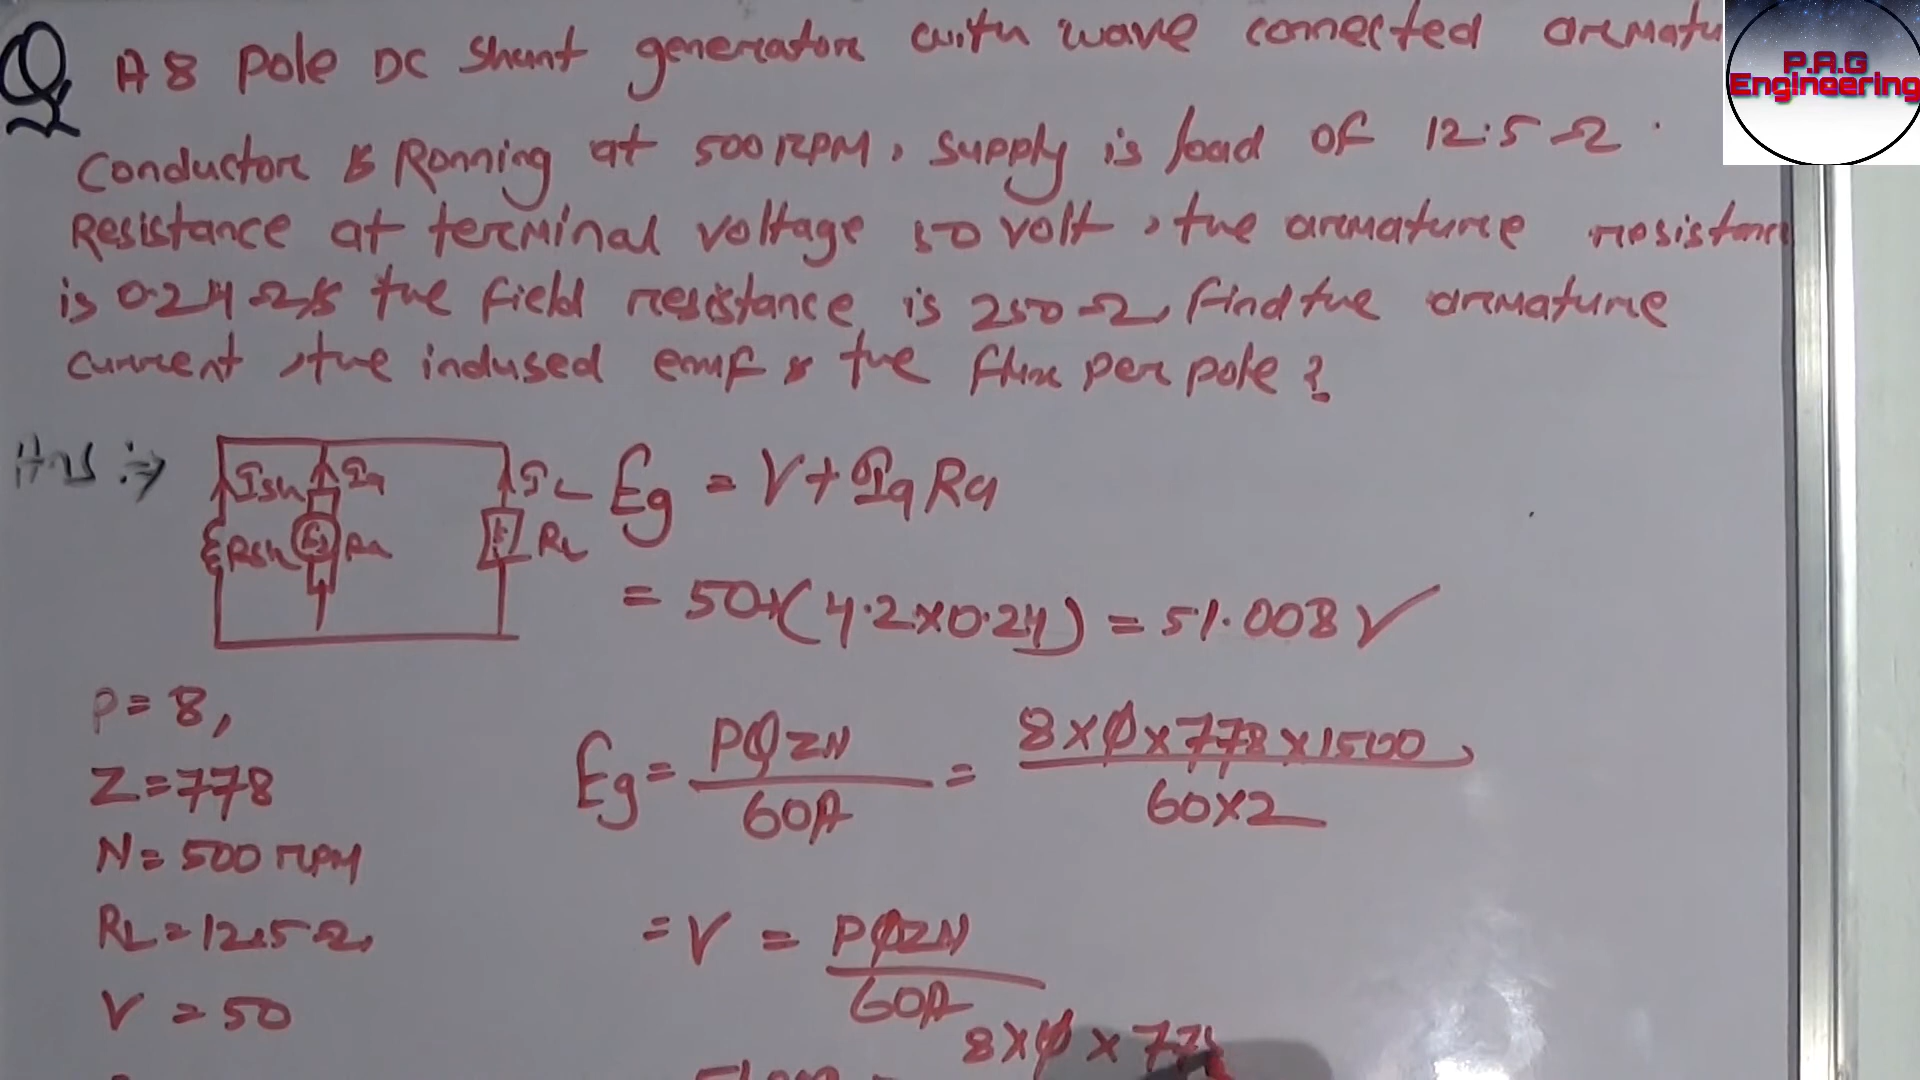 Q A 8 pole DC shunt generator with wave connected armatu
P.A.G
Engineering
Conductor & Ronning at 500 RPM, supply is load of 12.5 Ω.
Resistance at terminal voltage 50 volt, the armature resistance
is 0.24 Ω & the field resistance is 250 Ω, Find the armature
current, the indused emf & the flux per pole?
Ans :->
Ish Ia IL
Rsh Eg Ra RL
Eg = V + Ia Ra
= 50+(4.2×0.24) = 51.008 V
P = 8,
Z = 778
N = 500 rpm
RL = 12.5 Ω,
V = 50
Eg = PΦZN / 60A = 8×Φ×778×1500 / 60×2
= V = PΦZN / 60A
8×Φ×778